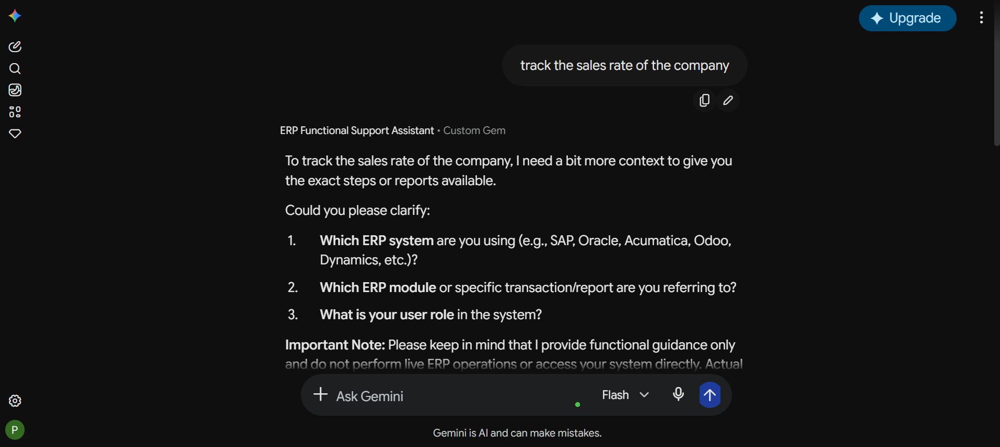 Upgrade
track the sales rate of the company
ERP Functional Support Assistant • Custom Gem
To track the sales rate of the company, I need a bit more context to give you
the exact steps or reports available.
Could you please clarify:
1. Which ERP system are you using (e.g., SAP, Oracle, Acumatica, Odoo,
Dynamics, etc.)?
2. Which ERP module or specific transaction/report are you referring to?
3. What is your user role in the system?
Important Note: Please keep in mind that I provide functional guidance only
and do not perform live ERP operations or access your system directly. Actual
Ask Gemini
Flash
P
Gemini is AI and can make mistakes.